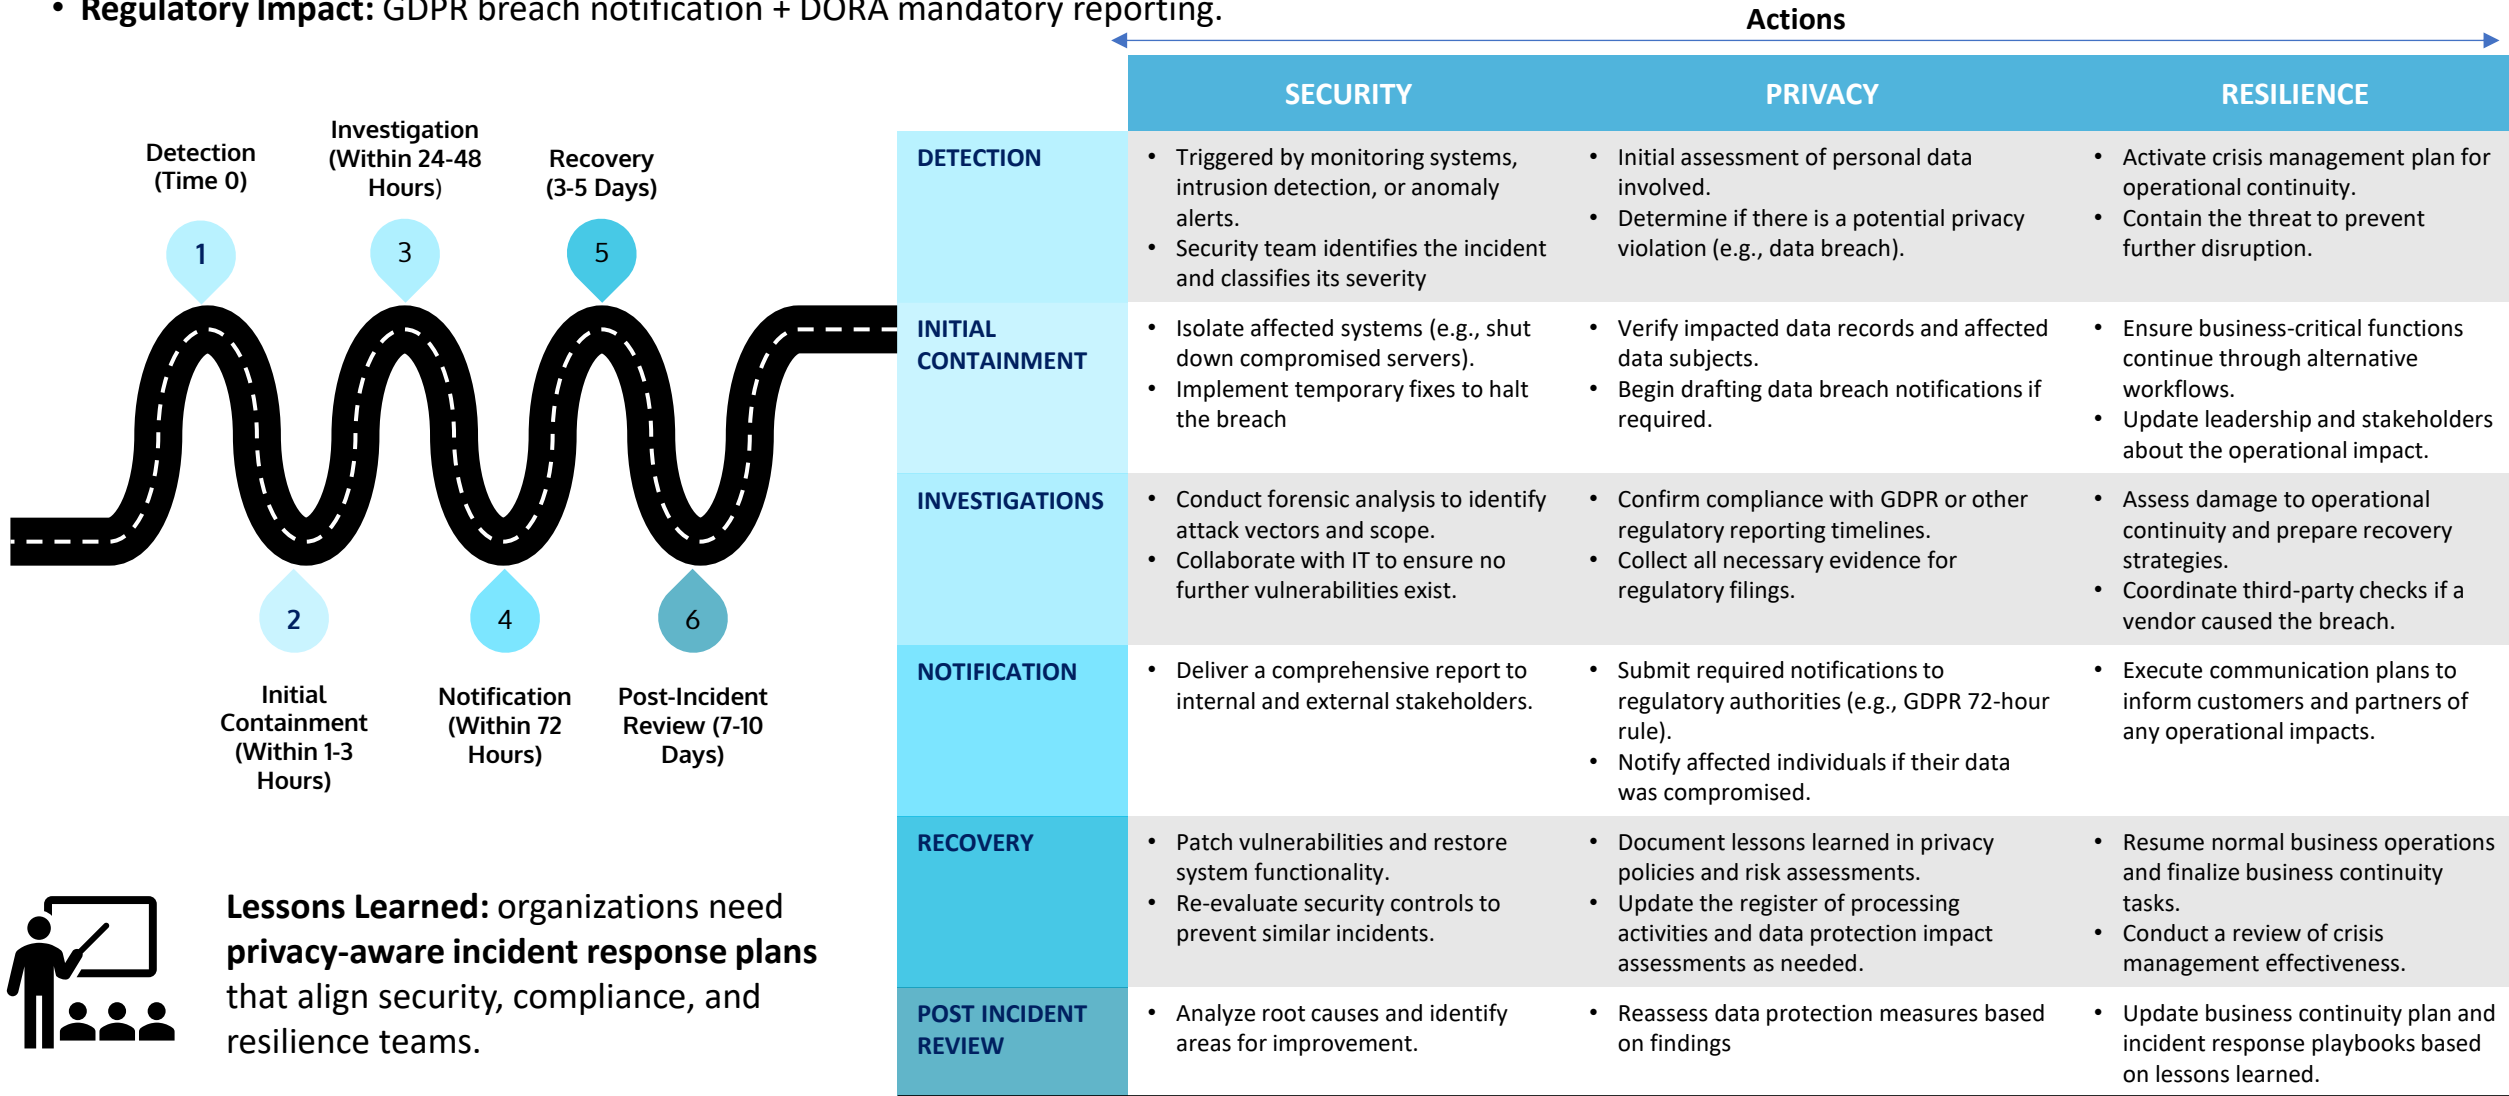 • Regulatory Impact: GDPR breach notification + DORA mandatory reporting.
Detection
(Time 0)
Investigation
(Within 24-48
Hours)
Recovery
(3-5 Days)
1
3
5
2
4
6
Initial
Containment
(Within 1-3
Hours)
Notification
(Within 72
Hours)
Post-Incident
Review (7-10
Days)
Lessons Learned: organizations need
privacy-aware incident response plans
that align security, compliance, and
resilience teams.
Actions
SECURITY
PRIVACY
RESILIENCE
DETECTION
• Triggered by monitoring systems,
intrusion detection, or anomaly
alerts.
• Security team identifies the incident
and classifies its severity
• Initial assessment of personal data
involved.
• Determine if there is a potential privacy
violation (e.g., data breach).
• Activate crisis management plan for
operational continuity.
• Contain the threat to prevent
further disruption.
INITIAL
CONTAINMENT
• Isolate affected systems (e.g., shut
down compromised servers).
• Implement temporary fixes to halt
the breach
• Verify impacted data records and affected
data subjects.
• Begin drafting data breach notifications if
required.
• Ensure business-critical functions
continue through alternative
workflows.
• Update leadership and stakeholders
about the operational impact.
INVESTIGATIONS
• Conduct forensic analysis to identify
attack vectors and scope.
• Collaborate with IT to ensure no
further vulnerabilities exist.
• Confirm compliance with GDPR or other
regulatory reporting timelines.
• Collect all necessary evidence for
regulatory filings.
• Assess damage to operational
continuity and prepare recovery
strategies.
• Coordinate third-party checks if a
vendor caused the breach.
NOTIFICATION
• Deliver a comprehensive report to
internal and external stakeholders.
• Submit required notifications to
regulatory authorities (e.g., GDPR 72-hour
rule).
• Notify affected individuals if their data
was compromised.
• Execute communication plans to
inform customers and partners of
any operational impacts.
RECOVERY
• Patch vulnerabilities and restore
system functionality.
• Re-evaluate security controls to
prevent similar incidents.
• Document lessons learned in privacy
policies and risk assessments.
• Update the register of processing
activities and data protection impact
assessments as needed.
• Resume normal business operations
and finalize business continuity
tasks.
• Conduct a review of crisis
management effectiveness.
POST INCIDENT
REVIEW
• Analyze root causes and identify
areas for improvement.
• Reassess data protection measures based
on findings
• Update business continuity plan and
incident response playbooks based
on lessons learned.